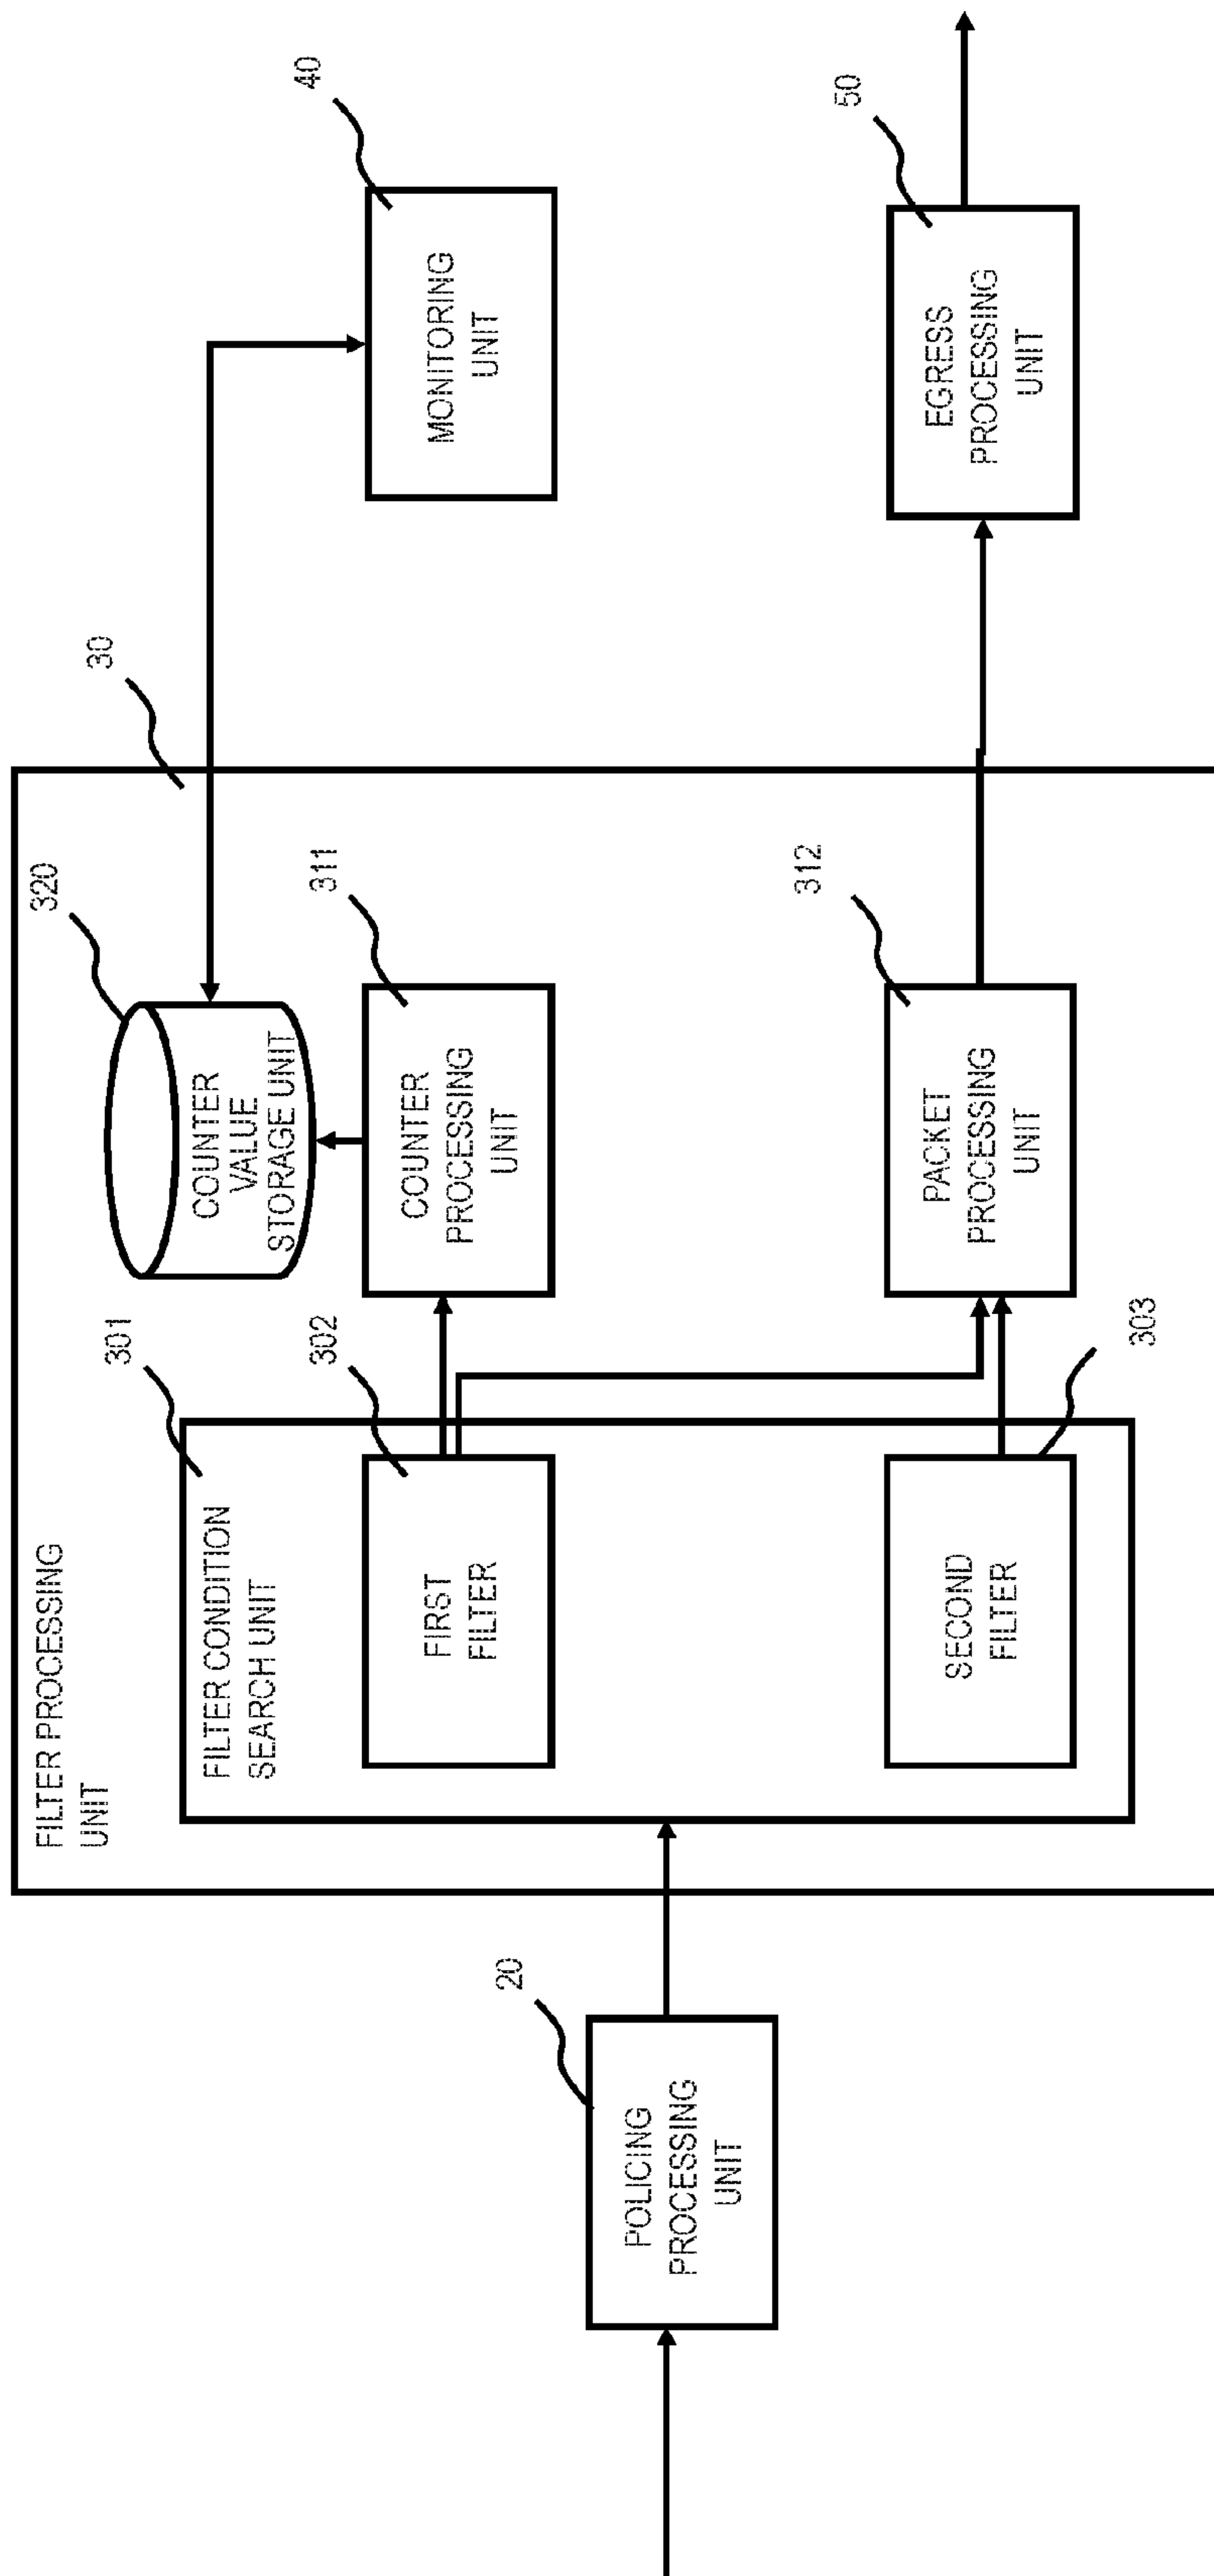 20
POLICING
PROCESSING
UNIT
30
FILTER PROCESSING
UNIT
301
FILTER CONDITION
SEARCH UNIT
302
FIRST
FILTER
303
SECOND
FILTER
320
COUNTER
VALUE
STORAGE UNIT
311
COUNTER
PROCESSING
UNIT
312
PACKET
PROCESSING
UNIT
40
MONITORING
UNIT
50
EGRESS
PROCESSING
UNIT